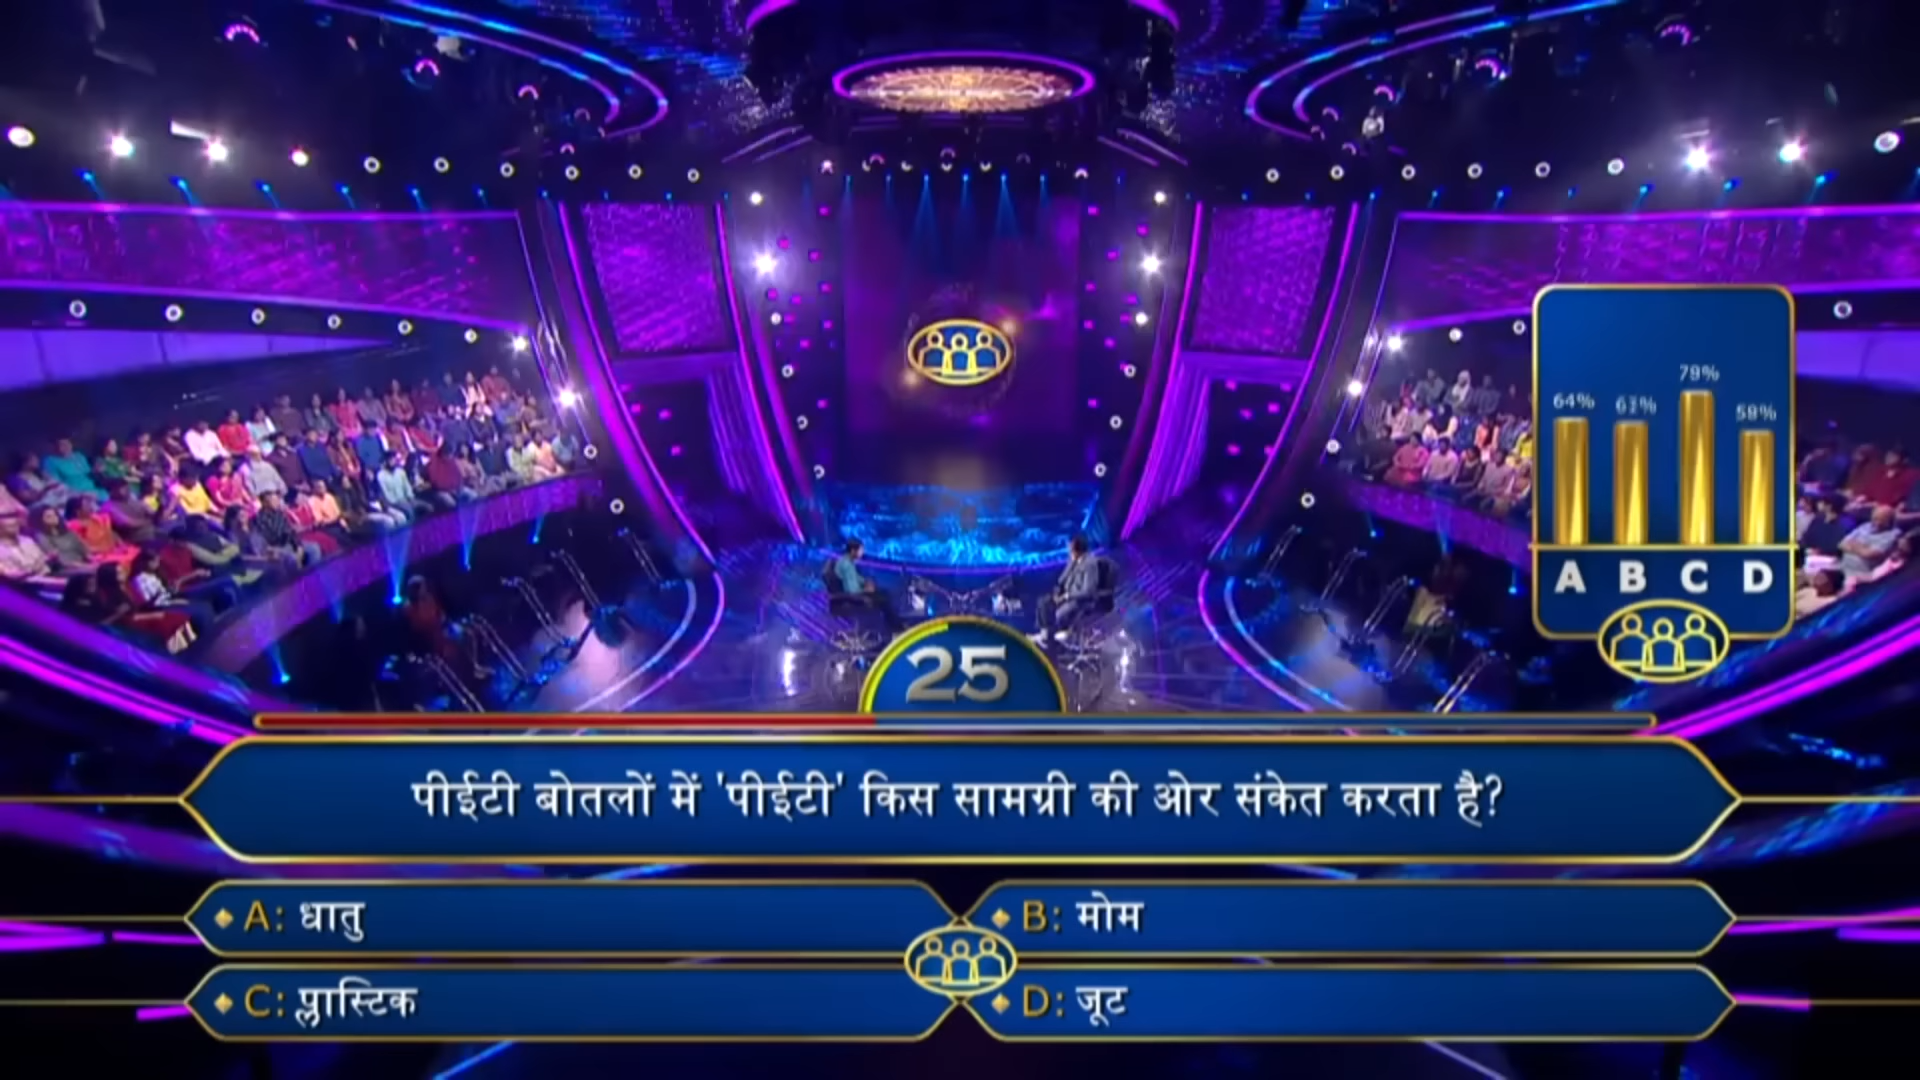 64%
79%
58%
A B C D
25
पीईटी बोतलों में 'पीईटी' किस सामग्री की ओर संकेत करता है?
A: धातु
B: मोम
C: प्लास्टिक
D: जूट